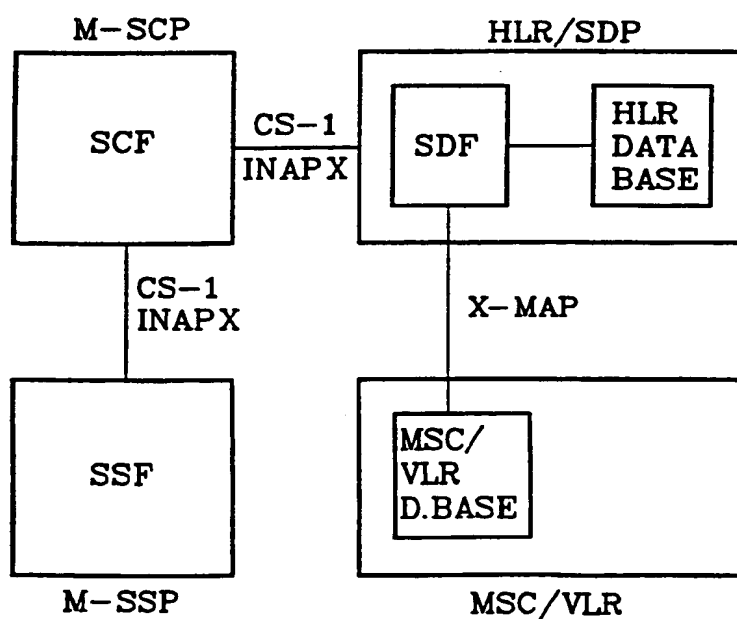 M-SCP
HLR/SDP
SCF
CS-1
INAPX
SDF
HLR
DATA
BASE
CS-1
INAPX
X-MAP
SSF
MSC/
VLR
D.BASE
M-SSP
MSC/VLR